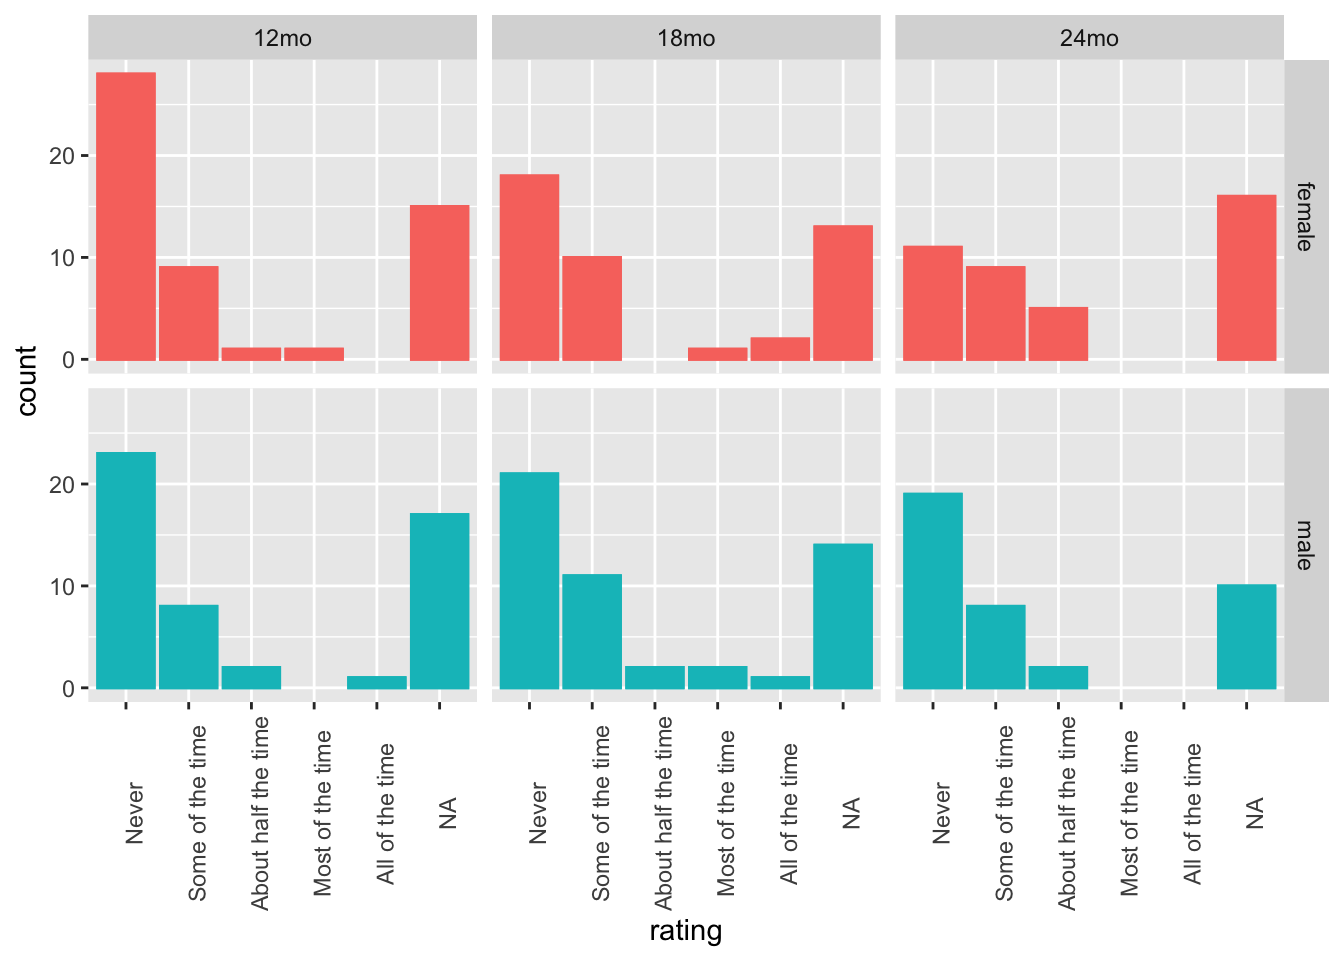 12mo
18mo
24mo
20
10
0
female
count
20
10
0
male
Never
Some of the time
About half the time
Most of the time
All of the time
NA
Never
Some of the time
About half the time
Most of the time
All of the time
NA
Never
Some of the time
About half the time
Most of the time
All of the time
NA
rating